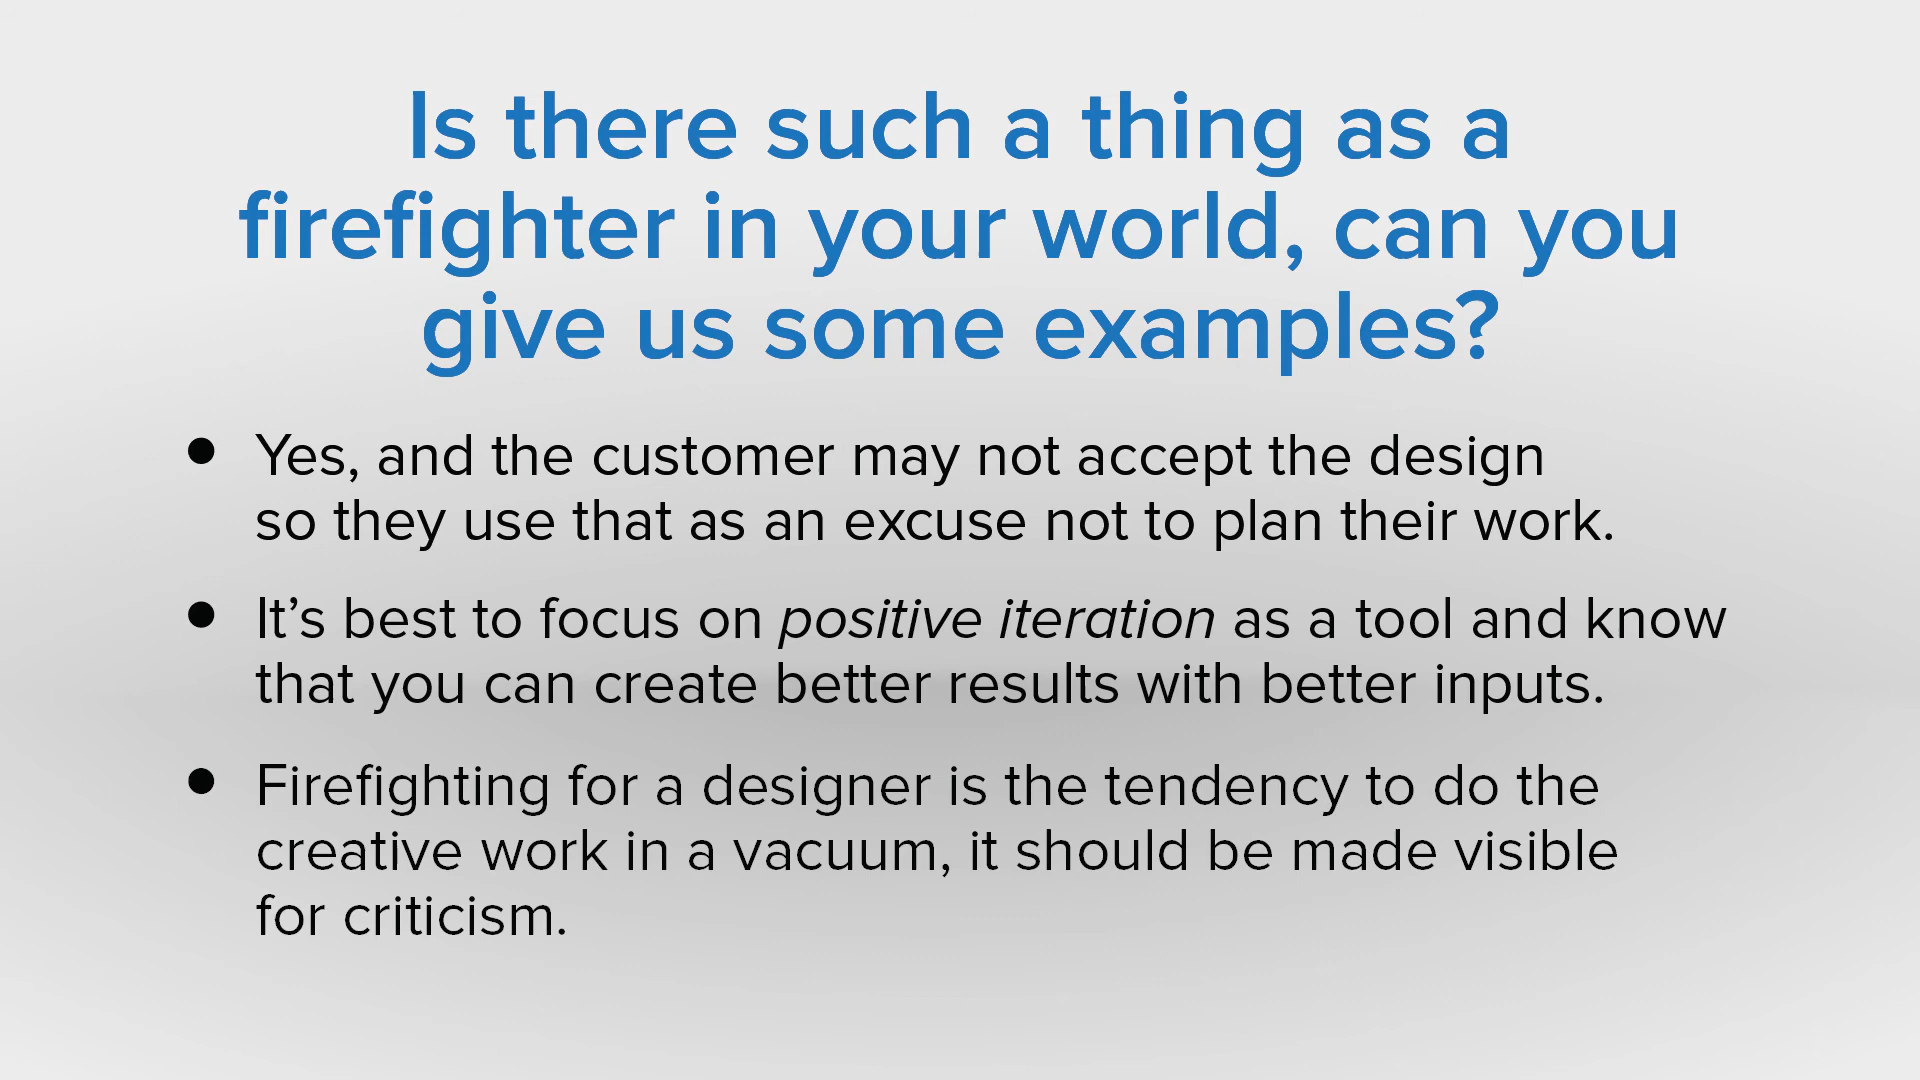 Is there such a thing as a
firefighter in your world, can you
give us some examples?
● Yes, and the customer may not accept the design
so they use that as an excuse not to plan their work.
● It’s best to focus on positive iteration as a tool and know
that you can create better results with better inputs.
● Firefighting for a designer is the tendency to do the
creative work in a vacuum, it should be made visible
for criticism.